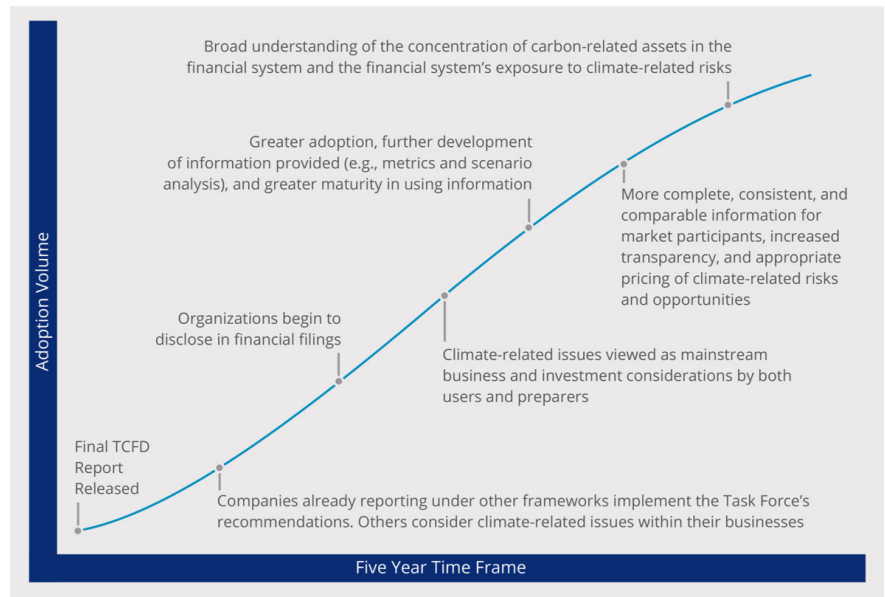 Broad understanding of the concentration of carbon-related assets in the
financial system and the financial system’s exposure to climate-related risks
Greater adoption, further development
of information provided (e.g., metrics and scenario
analysis), and greater maturity in using information
More complete, consistent, and
comparable information for
market participants, increased
transparency, and appropriate
pricing of climate-related risks
and opportunities
Adoption Volume
Organizations begin to
disclose in financial filings
Climate-related issues viewed as mainstream
business and investment considerations by both
users and preparers
Final TCFD
Report
Released
Companies already reporting under other frameworks implement the Task Force’s
recommendations. Others consider climate-related issues within their businesses
Five Year Time Frame